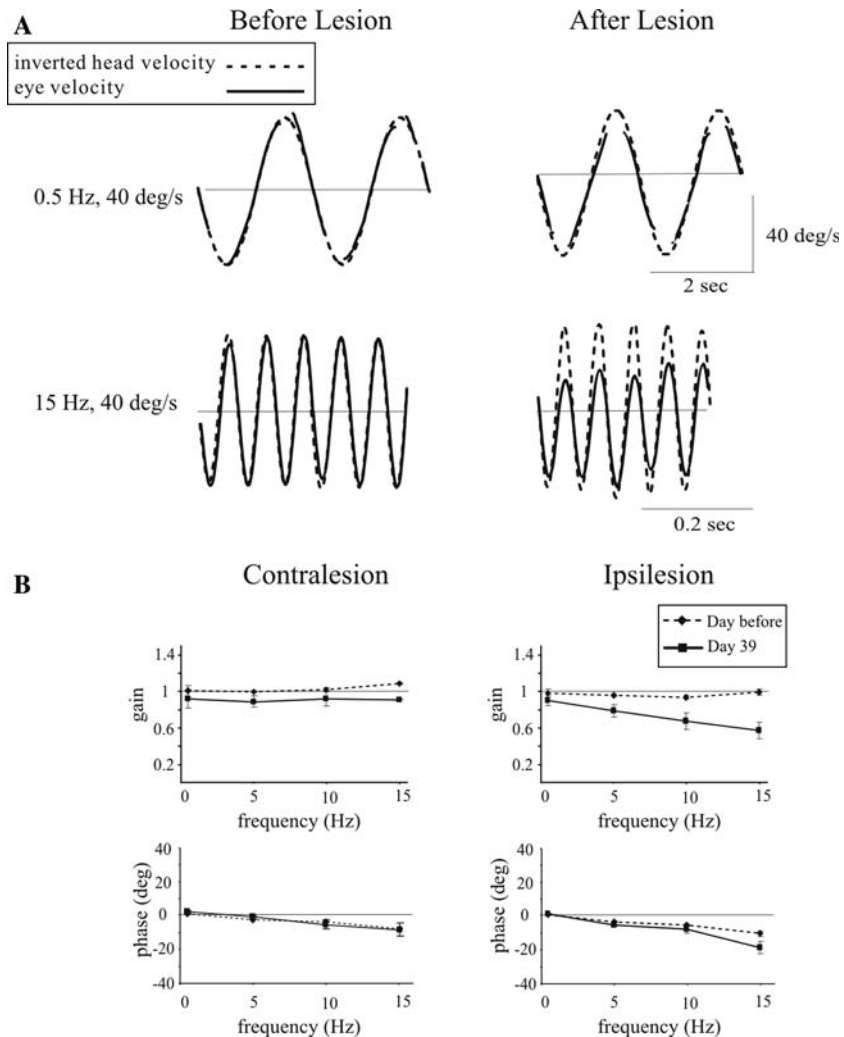 A
Before Lesion
After Lesion
inverted head velocity
eye velocity
0.5 Hz, 40 deg/s
40 deg/s
2 sec
15 Hz, 40 deg/s
0.2 sec
B
Contralesion
Ipsilesion
Day before
Day 39
gain
1.4
1
0.6
0.2
0 5 10 15
frequency (Hz)
gain
1.4
1
0.6
0.2
0 5 10 15
frequency (Hz)
phase (deg)
40
20
0
-20
-40
0 5 10 15
frequency (Hz)
phase (deg)
40
20
0
-20
-40
0 5 10 15
frequency (Hz)